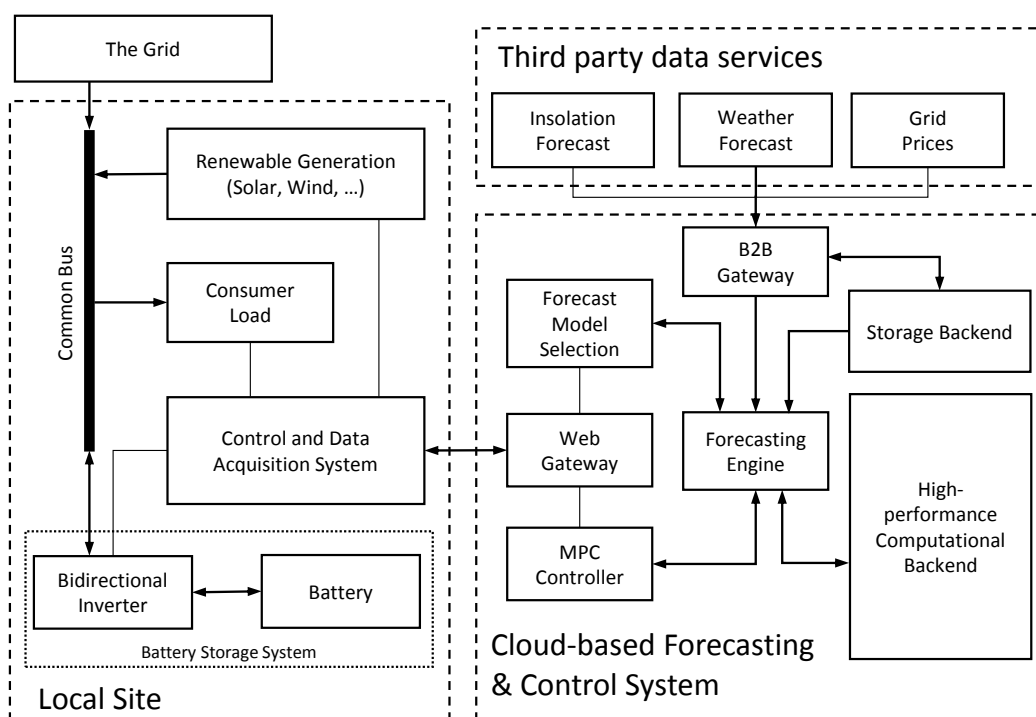 The Grid
Renewable Generation
(Solar, Wind, ...)
Common Bus
Consumer
Load
Control and Data
Acquisition System
Bidirectional
Inverter
Battery
Battery Storage System
Local Site
Third party data services
Insolation
Forecast
Weather
Forecast
Grid
Prices
B2B
Gateway
Forecast
Model
Selection
Storage Backend
Web
Gateway
Forecasting
Engine
High-
performance
Computational
Backend
MPC
Controller
Cloud-based Forecasting
& Control System